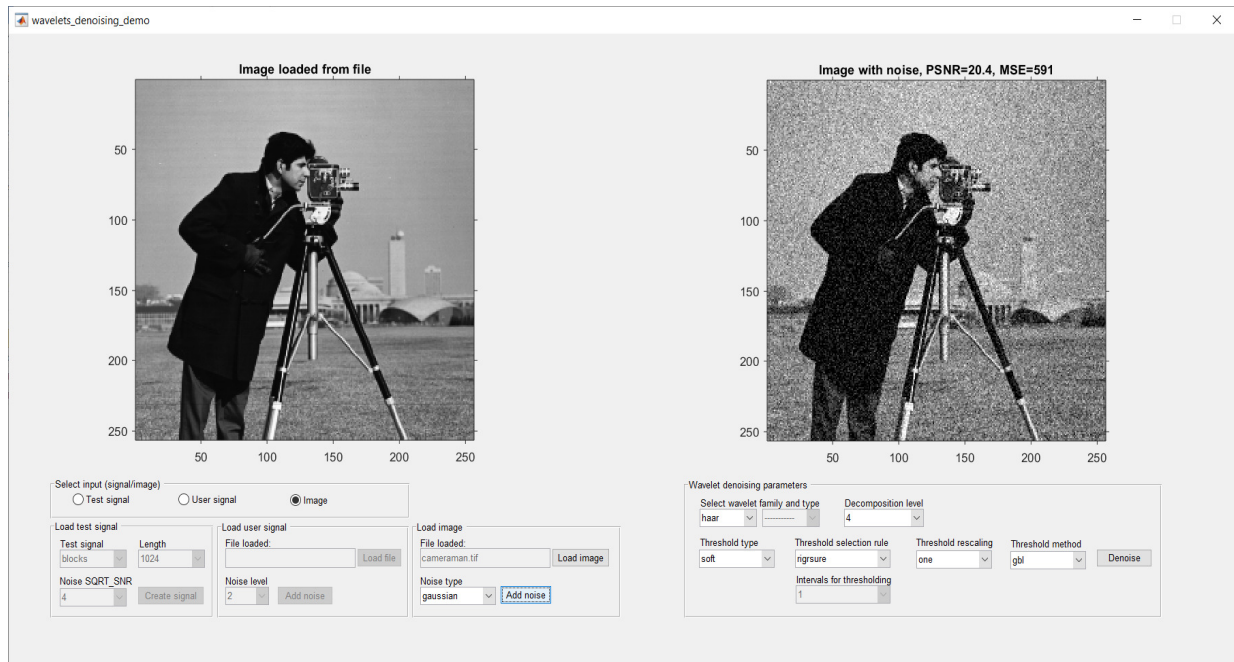 wavelets_denoising_demo
Image loaded from file
50
100
150
200
250
50 100 150 200 250
Image with noise, PSNR=20.4, MSE=591
50
100
150
200
250
50 100 150 200 250
Select input (signal/image)
Test signal User signal Image
Load test signal
Test signal Length
blocks 1024
Noise SQRT_SNR
4 Create signal
Load user signal
File loaded:
Load file
Noise level
2 Add noise
Load image
File loaded:
cameraman.tif Load image
Noise type
gaussian Add noise
Wavelet denoising parameters
Select wavelet family and type Decomposition level
haar ----------- 4
Threshold type Threshold selection rule Threshold rescaling Threshold method
soft rigrsure one gbl Denoise
Intervals for thresholding
1